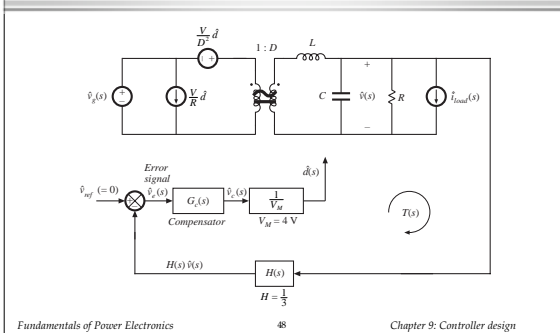 V/D² d̂
1 : D
L
+
v̂g(s)
+
–
V/R d̂
C
v̂(s)
R
îload(s)
–
Error
signal
d̂(s)
v̂ref (= 0)
v̂e(s)
Gc(s)
v̂c(s)
1/VM
T(s)
Compensator
VM = 4 V
H(s) v̂(s)
H(s)
H = 1/3
Fundamentals of Power Electronics 48 Chapter 9: Controller design